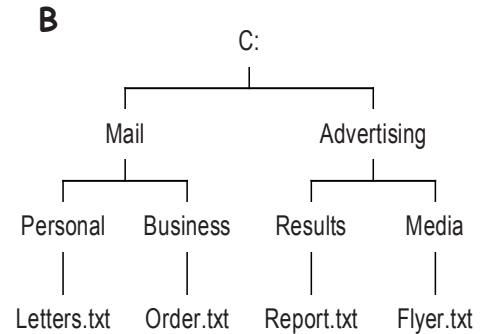 B
C:
Mail Advertising
Personal Business Results Media
Letters.txt Order.txt Report.txt Flyer.txt